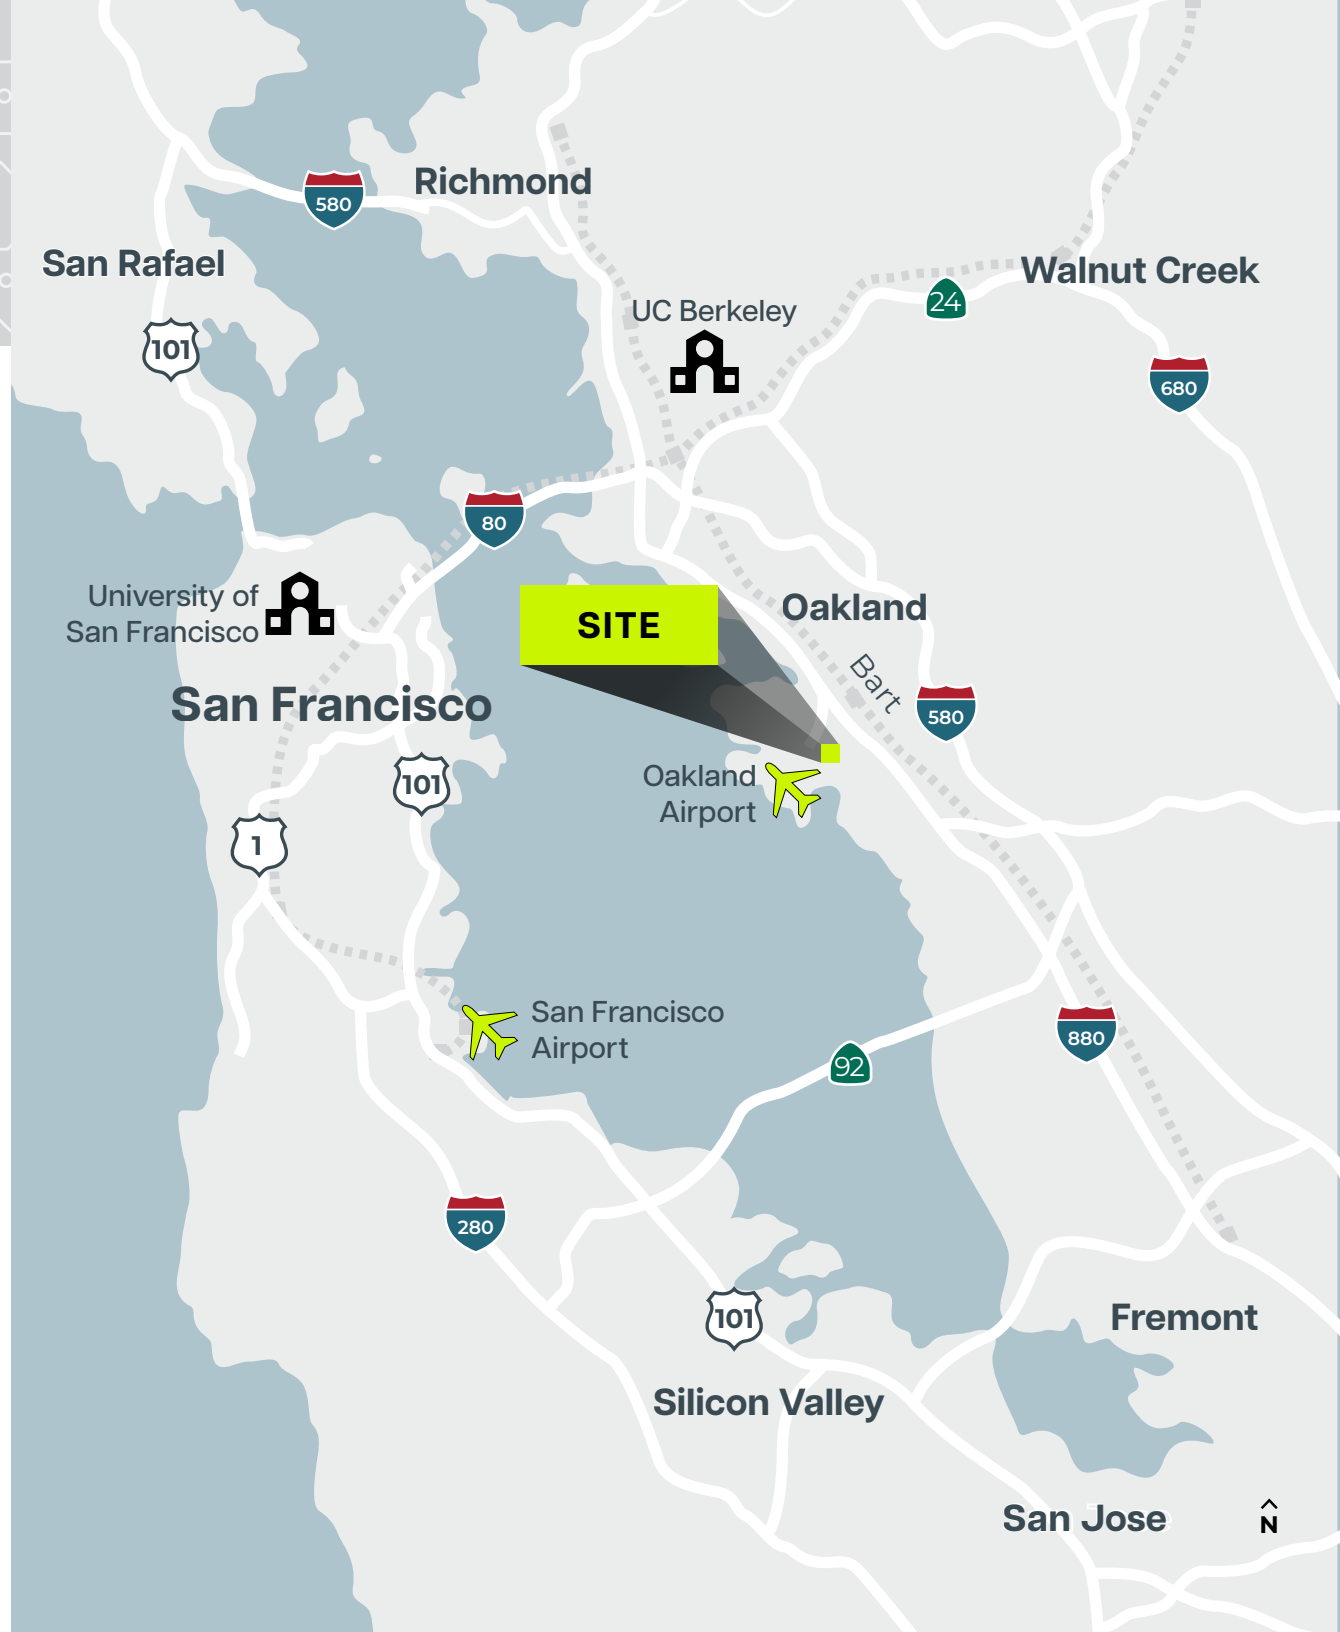 Richmond
580
San Rafael
Walnut Creek
24
UC Berkeley
101
680
80
University of
San Francisco
SITE
Oakland
Bart
San Francisco
580
101
Oakland
Airport
1
San Francisco
Airport
880
92
280
101
Fremont
Silicon Valley
San Jose
N